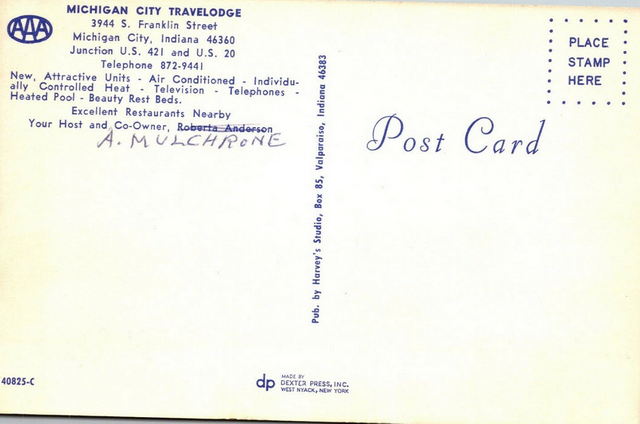 AAA
MICHIGAN CITY TRAVELODGE
3944 S. Franklin Street
Michigan City, Indiana 46360
Junction U.S. 421 and U.S. 20
Telephone 872-9441
New, Attractive Units - Air Conditioned - Individu-
ally Controlled Heat - Television - Telephones -
Heated Pool - Beauty Rest Beds.
Excellent Restaurants Nearby
Your Host and Co-Owner, Roberta Anderson
A. MULCHRONE
40825-C
Pub. by Harvey's Studio, Box 85, Valparaiso, Indiana 46383
dp
MADE BY
DEXTER PRESS, INC.
WEST NYACK, NEW YORK
Post Card
PLACE
STAMP
HERE